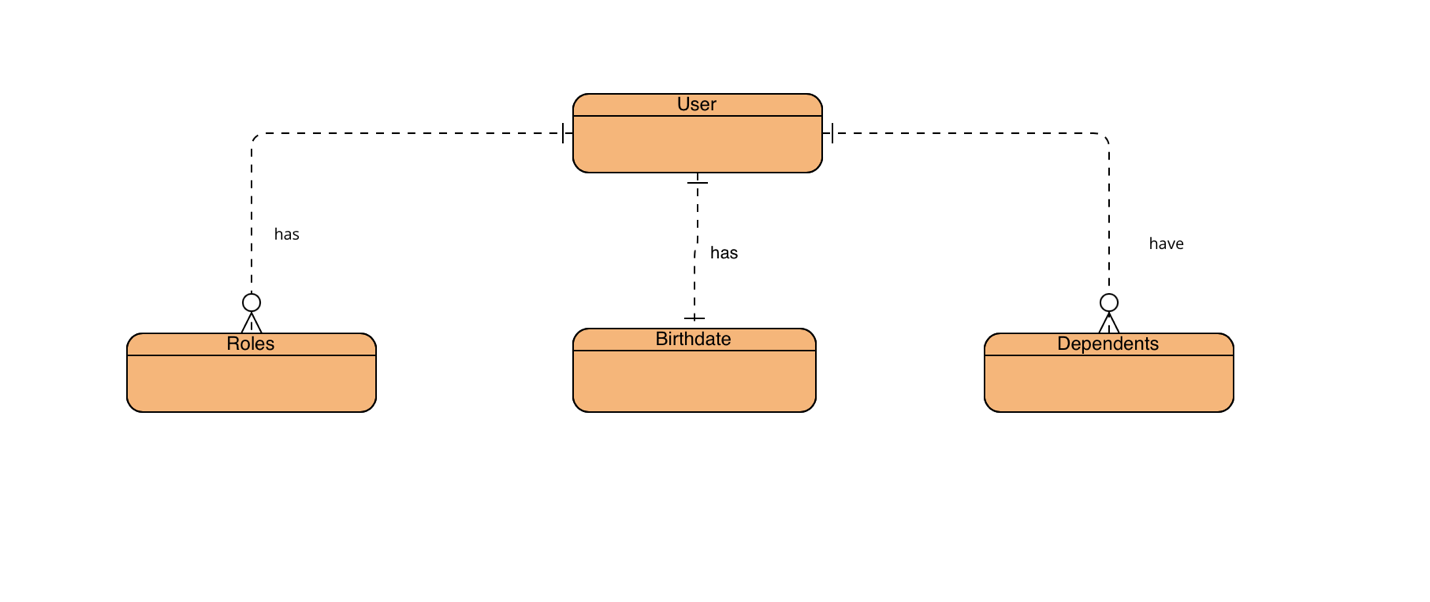 User
has
have
has
Roles
Birthdate
Dependents